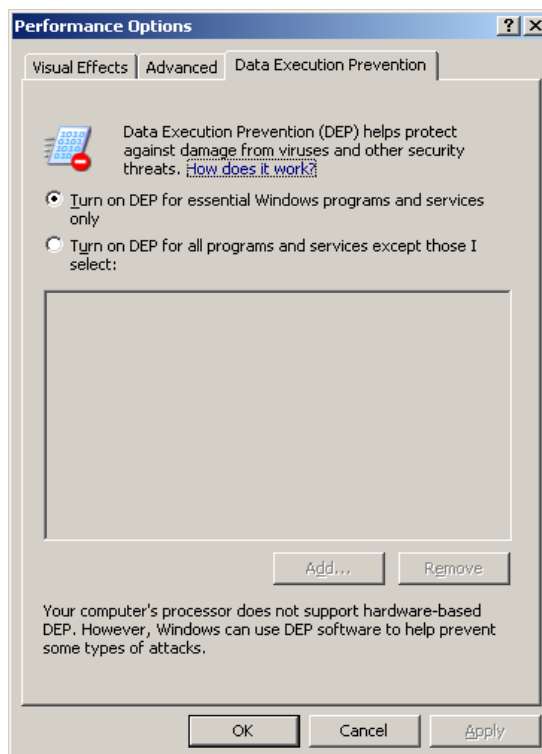 Performance Options
Visual Effects
Advanced
Data Execution Prevention
Data Execution Prevention (DEP) helps protect
against damage from viruses and other security
threats. How does it work?
Turn on DEP for essential Windows programs and services
only
Turn on DEP for all programs and services except those I
select:
Add...
Remove
Your computer's processor does not support hardware-based
DEP. However, Windows can use DEP software to help prevent
some types of attacks.
OK
Cancel
Apply